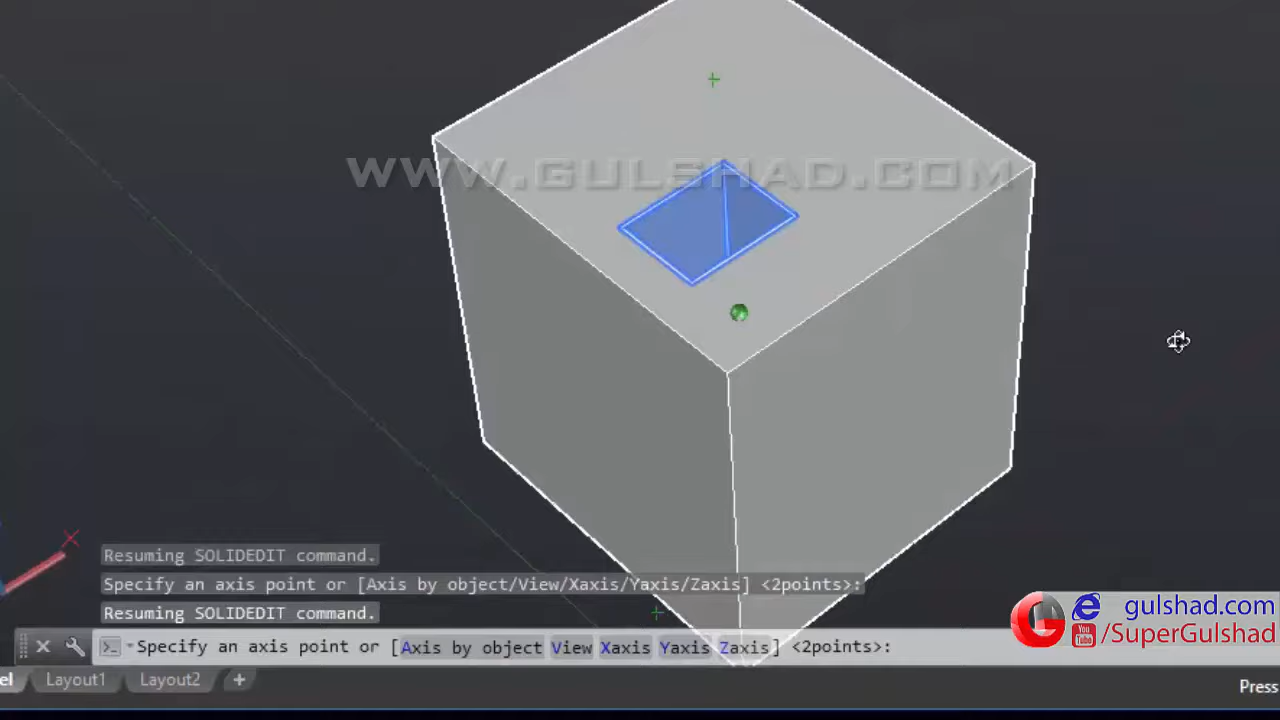 WWW.GULSHAD.COM
Resuming SOLIDEDIT command.
Specify an axis point or [Axis by object/View/Xaxis/Yaxis/Zaxis] <2points>:
Resuming SOLIDEDIT command.
Specify an axis point or [Axis by object View Xaxis Yaxis Zaxis] <2points>:
gulshad.com
You Tube /SuperGulshad
el Layout1 Layout2 +
Press